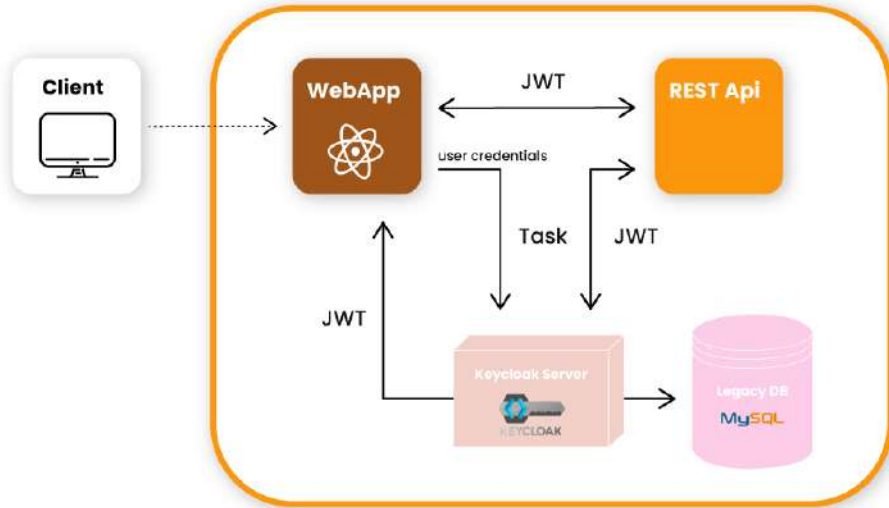 Client
WebApp
JWT
REST Api
user credentials
Task
JWT
JWT
Keycloak Server
KEYCLOAK
Legacy DB
MySQL